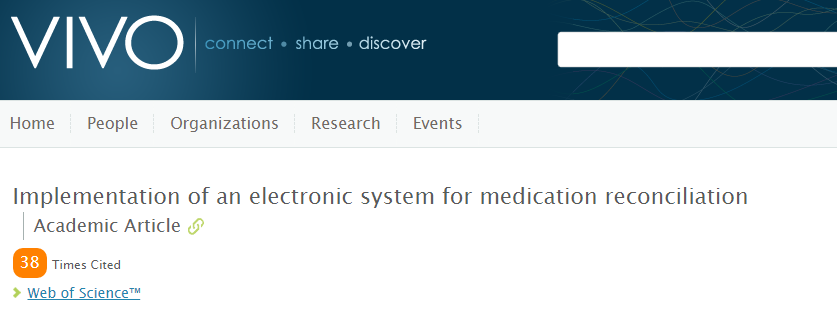 VIVO connect • share • discover
Home People Organizations Research Events
Implementation of an electronic system for medication reconciliation
Academic Article
38 Times Cited
Web of Science™